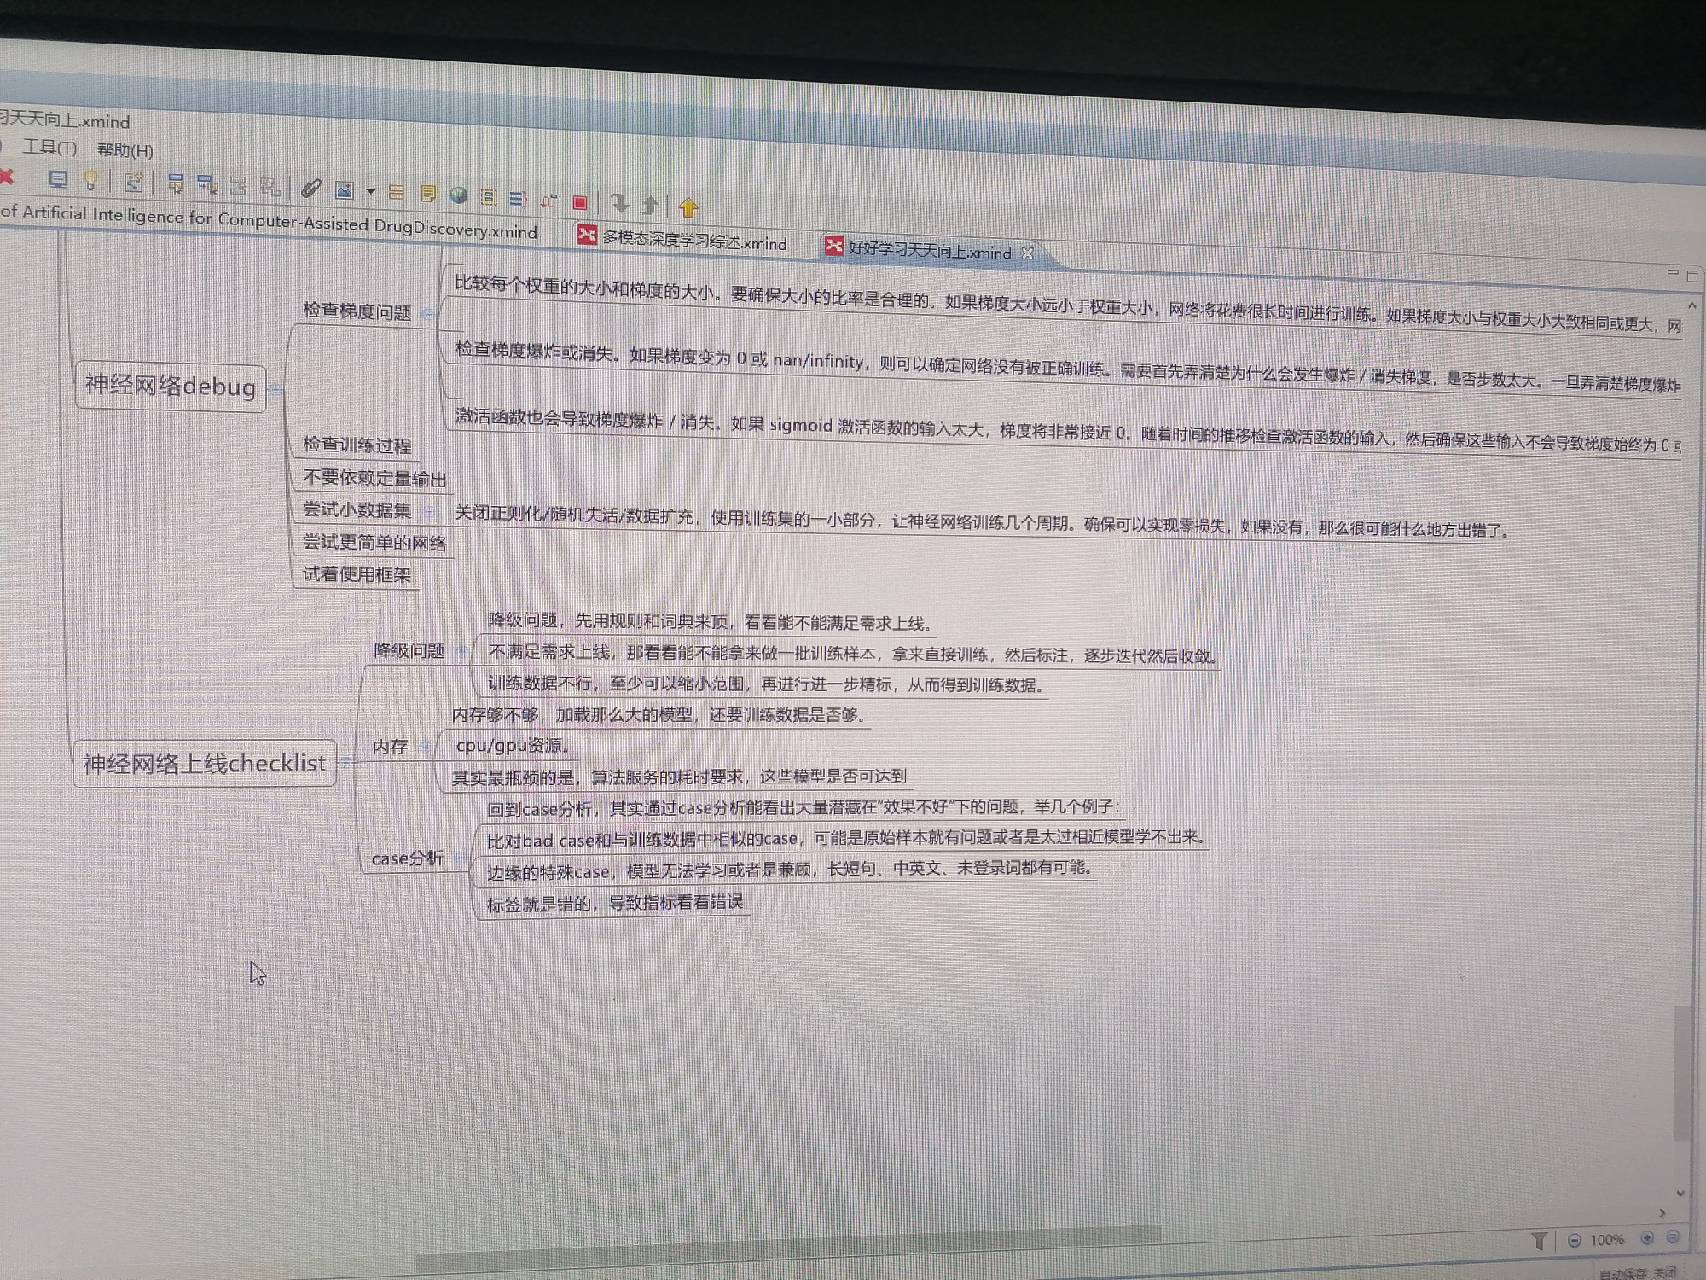 习天天向上.xmind
工具(T) 帮助(H)
of Artificial Intelligence for Computer-Assisted DrugDiscovery.xmind
多模态深度学习综述.xmind
好好学习天天向上.xmind
比较每个权重的大小和梯度的大小。要确保大小的比率是合理的。如果梯度大小远小于权重大小，网络将花费很长时间进行训练。如果梯度大小与权重大小大致相同或更大，网
检查梯度问题
检查梯度爆炸或消失。如果梯度变为 0 或 nan/infinity，则可以确定网络没有被正确训练。需要首先弄清楚为什么会发生爆炸 / 消失梯度，是否步数太大。一旦弄清楚梯度爆炸
神经网络debug
激活函数也会导致梯度爆炸 / 消失。如果 sigmoid 激活函数的输入太大，梯度将非常接近 0。随着时间的推移检查激活函数的输入，然后确保这些输入不会导致梯度始终为 0
检查训练过程
不要依赖定量输出
尝试小数据集
关闭正则化/随机失活/数据扩充，使用训练集的一小部分，让神经网络训练几个周期。确保可以实现零损失，如果没有，那么很可能什么地方出错了。
尝试更简单的网络
试着使用框架
降级问题，先用规则和词典来顶，看看能不能满足需求上线。
降级问题
不满足需求上线，那看看能不能拿来做一批训练样本，拿来直接训练，然后标注，逐步迭代然后收敛。
训练数据不行，至少可以缩小范围，再进行进一步精标，从而得到训练数据。
内存够不够 加载那么大的模型，还要训练数据是否够。
内存
cpu/gpu资源。
神经网络上线checklist
其实最瓶颈的是，算法服务的耗时要求，这些模型是否可达到
回到case分析，其实通过case分析能看出大量潜藏在"效果不好"下的问题，举几个例子：
比对bad case和与训练数据中相似的case，可能是原始样本就有问题或者是太过相近模型学不出来。
case分析
边缘的特殊case，模型无法学习或者是兼顾，长短句、中英文、未登录词都有可能。
标签就是错的，导致指标看着错误
100%
自动保存: 关闭